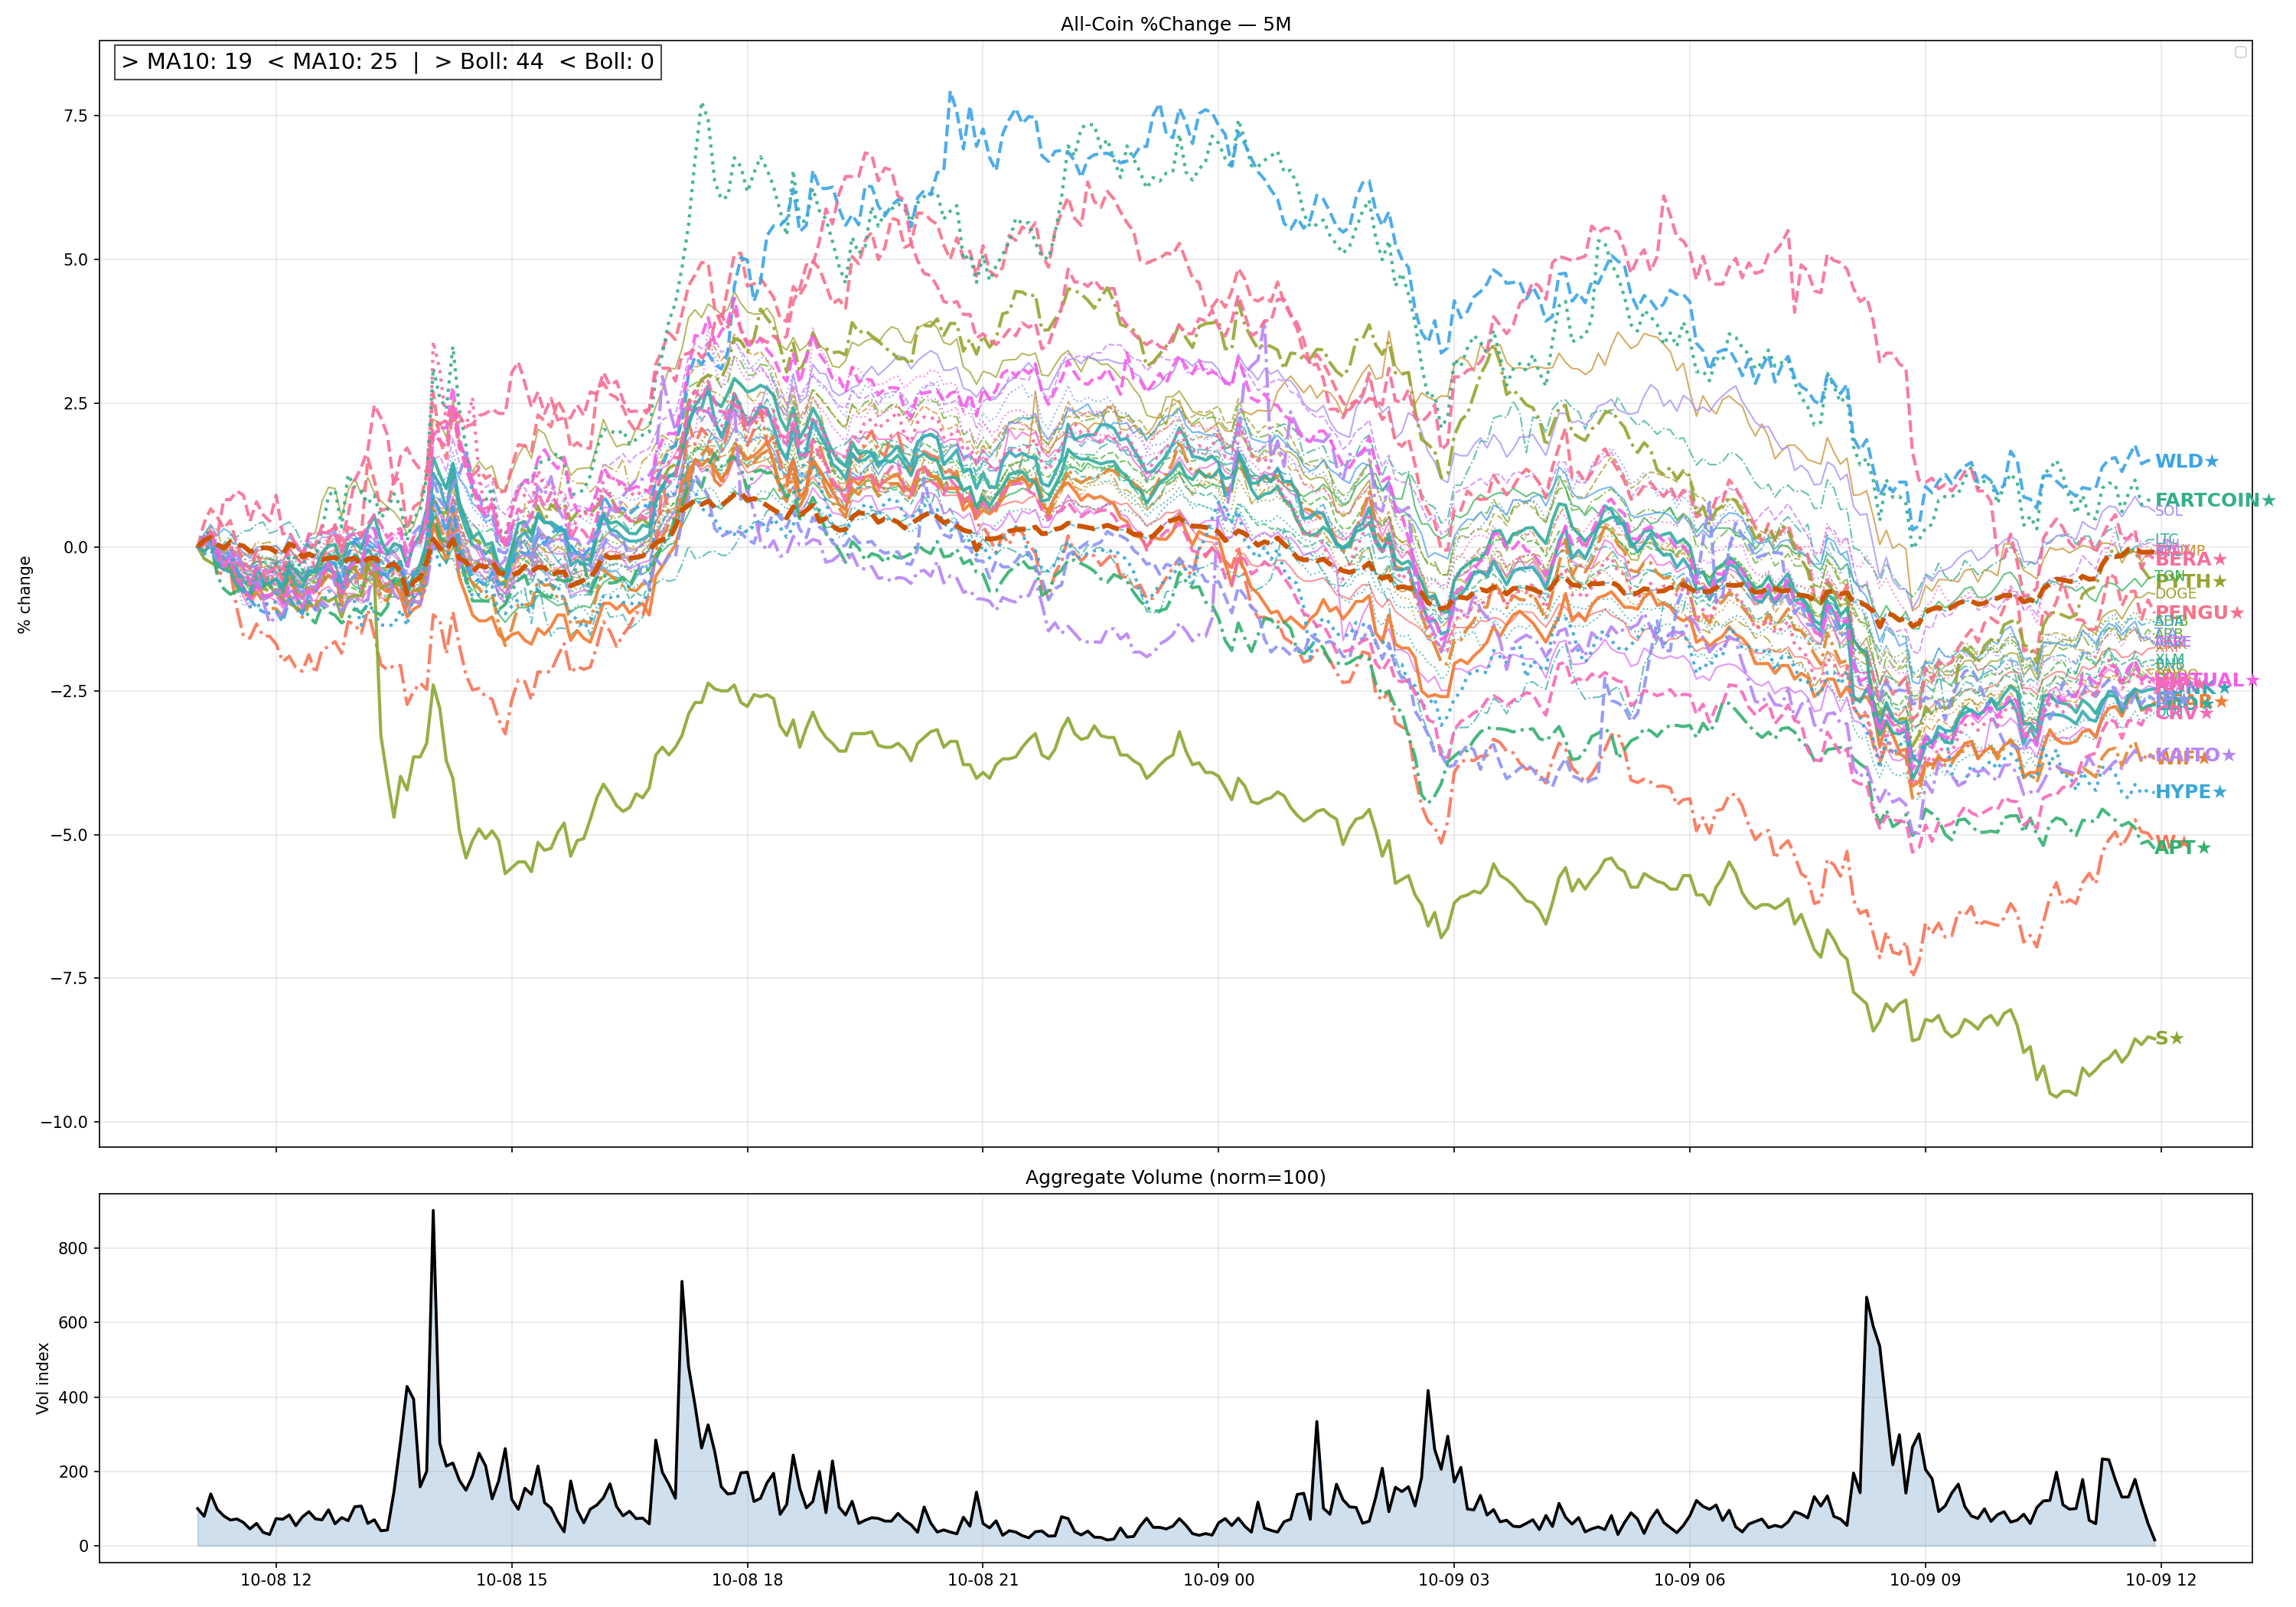 All-Coin %Change — 5M
> MA10: 19  < MA10: 25  |  > Boll: 44  < Boll: 0
% change
7.5
5.0
2.5
0.0
−2.5
−5.0
−7.5
−10.0
WLD★
FARTCOIN★
SOL
LTC
BERA★
PYTH★
DOGE
PENGU★
XLM
CRV★
KAITO★
HYPE★
APT★
S★
Aggregate Volume (norm=100)
Vol index
800
600
400
200
0
10-08 12
10-08 15
10-08 18
10-08 21
10-09 00
10-09 03
10-09 06
10-09 09
10-09 12